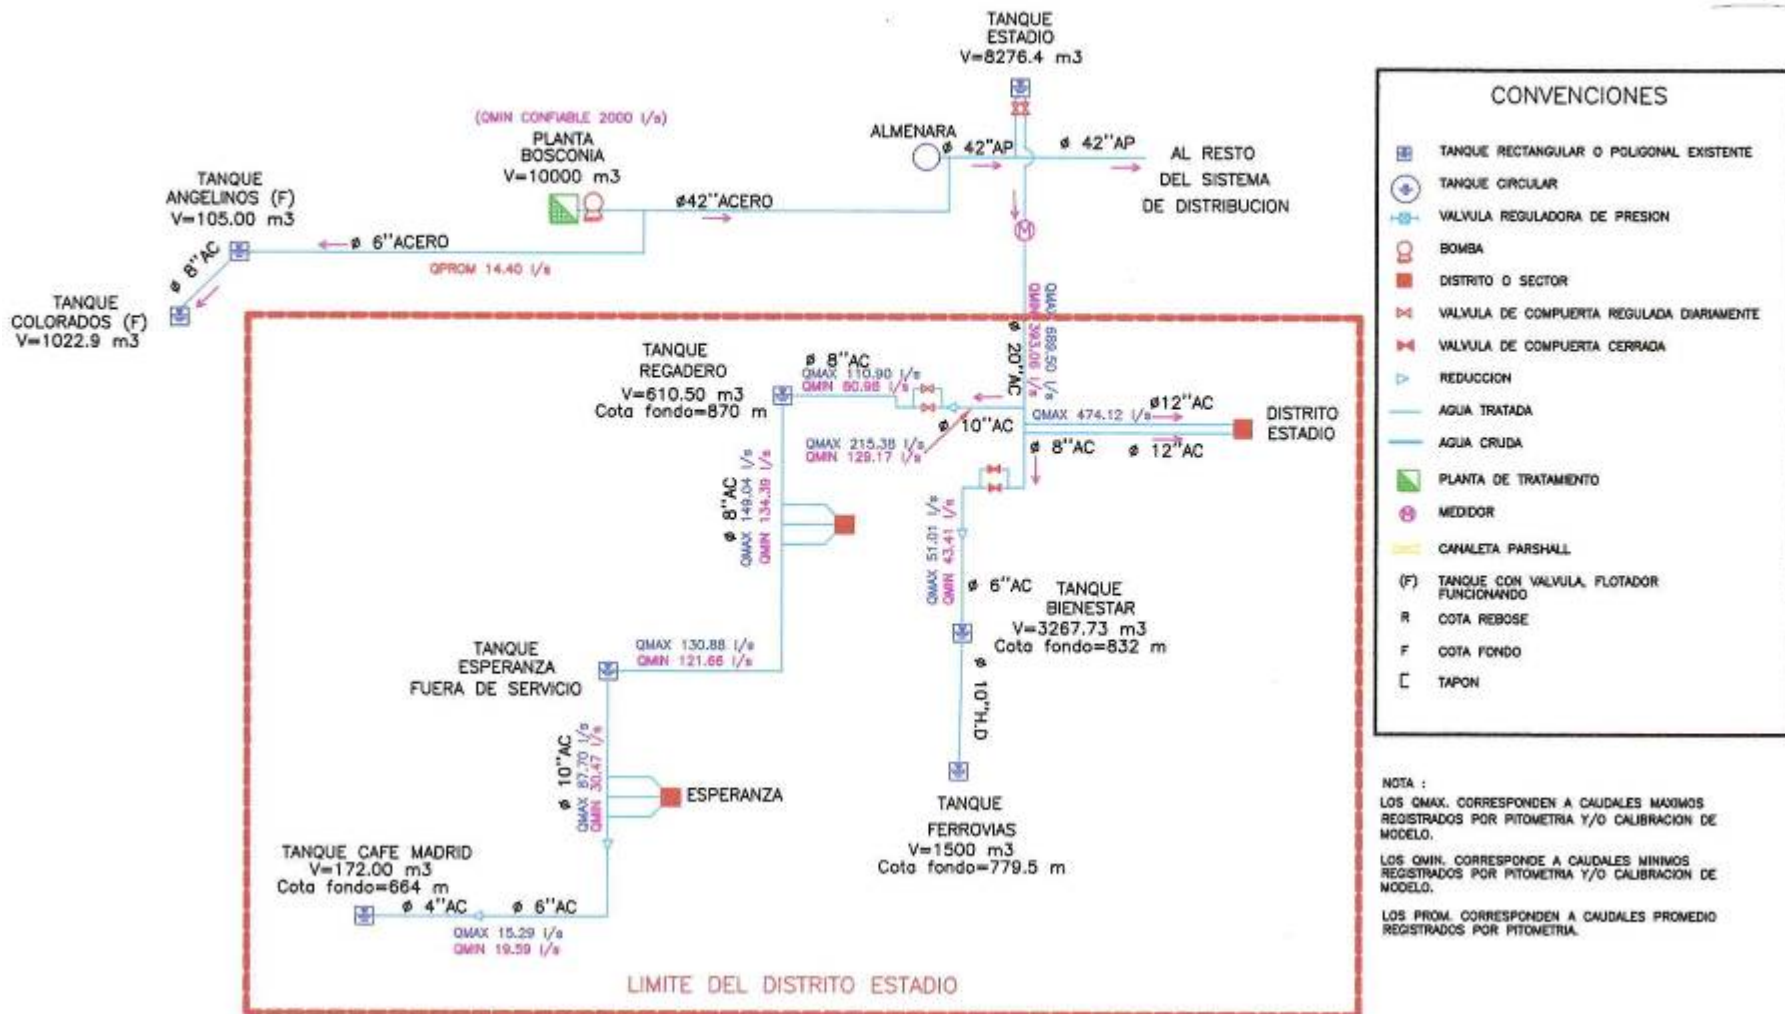 TANQUE
ESTADIO
V=8276.4 m3
(QMIN CONFIABLE 2000 l/s)
PLANTA
BOSCONIA
V=10000 m3
ALMENARA
ø 42"AP
ø 42"AP
AL RESTO
DEL SISTEMA
DE DISTRIBUCION
TANQUE
ANGELINOS (F)
V=105.00 m3
ø42"ACERO
ø 6"ACERO
QPROM 14.40 l/s
ø 8"AC
TANQUE
COLORADOS (F)
V=1022.9 m3
M
QMAX 689.50 l/s
QMIN 393.06 l/s
ø 20"AC
TANQUE
REGADERO
V=610.50 m3
Cota fondo=870 m
ø 8"AC
QMAX 110.90 l/s
QMIN 60.96 l/s
ø 10"AC
QMAX 215.38 l/s
QMIN 129.17 l/s
QMAX 474.12 l/s
ø12"AC
ø 12"AC
DISTRITO
ESTADIO
ø 8"AC
ø 8"AC
QMAX 149.04 l/s
QMIN 134.39 l/s
QMAX 51.01 l/s
QMIN 43.41 l/s
ø 6"AC
TANQUE
BIENESTAR
V=3267.73 m3
Cota fondo=832 m
ø 10"H.D
TANQUE
FERROVIAS
V=1500 m3
Cota fondo=779.5 m
TANQUE
ESPERANZA
FUERA DE SERVICIO
QMAX 130.88 l/s
QMIN 121.66 l/s
ø 10"AC
QMAX 87.70 l/s
QMIN 30.47 l/s
ESPERANZA
TANQUE CAFE MADRID
V=172.00 m3
Cota fondo=664 m
ø 4"AC
ø 6"AC
QMAX 15.29 l/s
QMIN 19.59 l/s
LIMITE DEL DISTRITO ESTADIO
CONVENCIONES
TANQUE RECTANGULAR O POLIGONAL EXISTENTE
TANQUE CIRCULAR
VALVULA REGULADORA DE PRESION
BOMBA
DISTRITO O SECTOR
VALVULA DE COMPUERTA REGULADA DIARIAMENTE
VALVULA DE COMPUERTA CERRADA
REDUCCION
AGUA TRATADA
AGUA CRUDA
PLANTA DE TRATAMIENTO
M MEDIDOR
CANALETA PARSHALL
(F) TANQUE CON VALVULA, FLOTADOR
FUNCIONANDO
R COTA REBOSE
F COTA FONDO
TAPON
NOTA :
LOS QMAX. CORRESPONDEN A CAUDALES MAXIMOS
REGISTRADOS POR PITOMETRIA Y/O CALIBRACION DE
MODELO.
LOS QMIN. CORRESPONDE A CAUDALES MINIMOS
REGISTRADOS POR PITOMETRIA Y/O CALIBRACION DE
MODELO.
LOS PROM. CORRESPONDEN A CAUDALES PROMEDIO
REGISTRADOS POR PITOMETRIA.